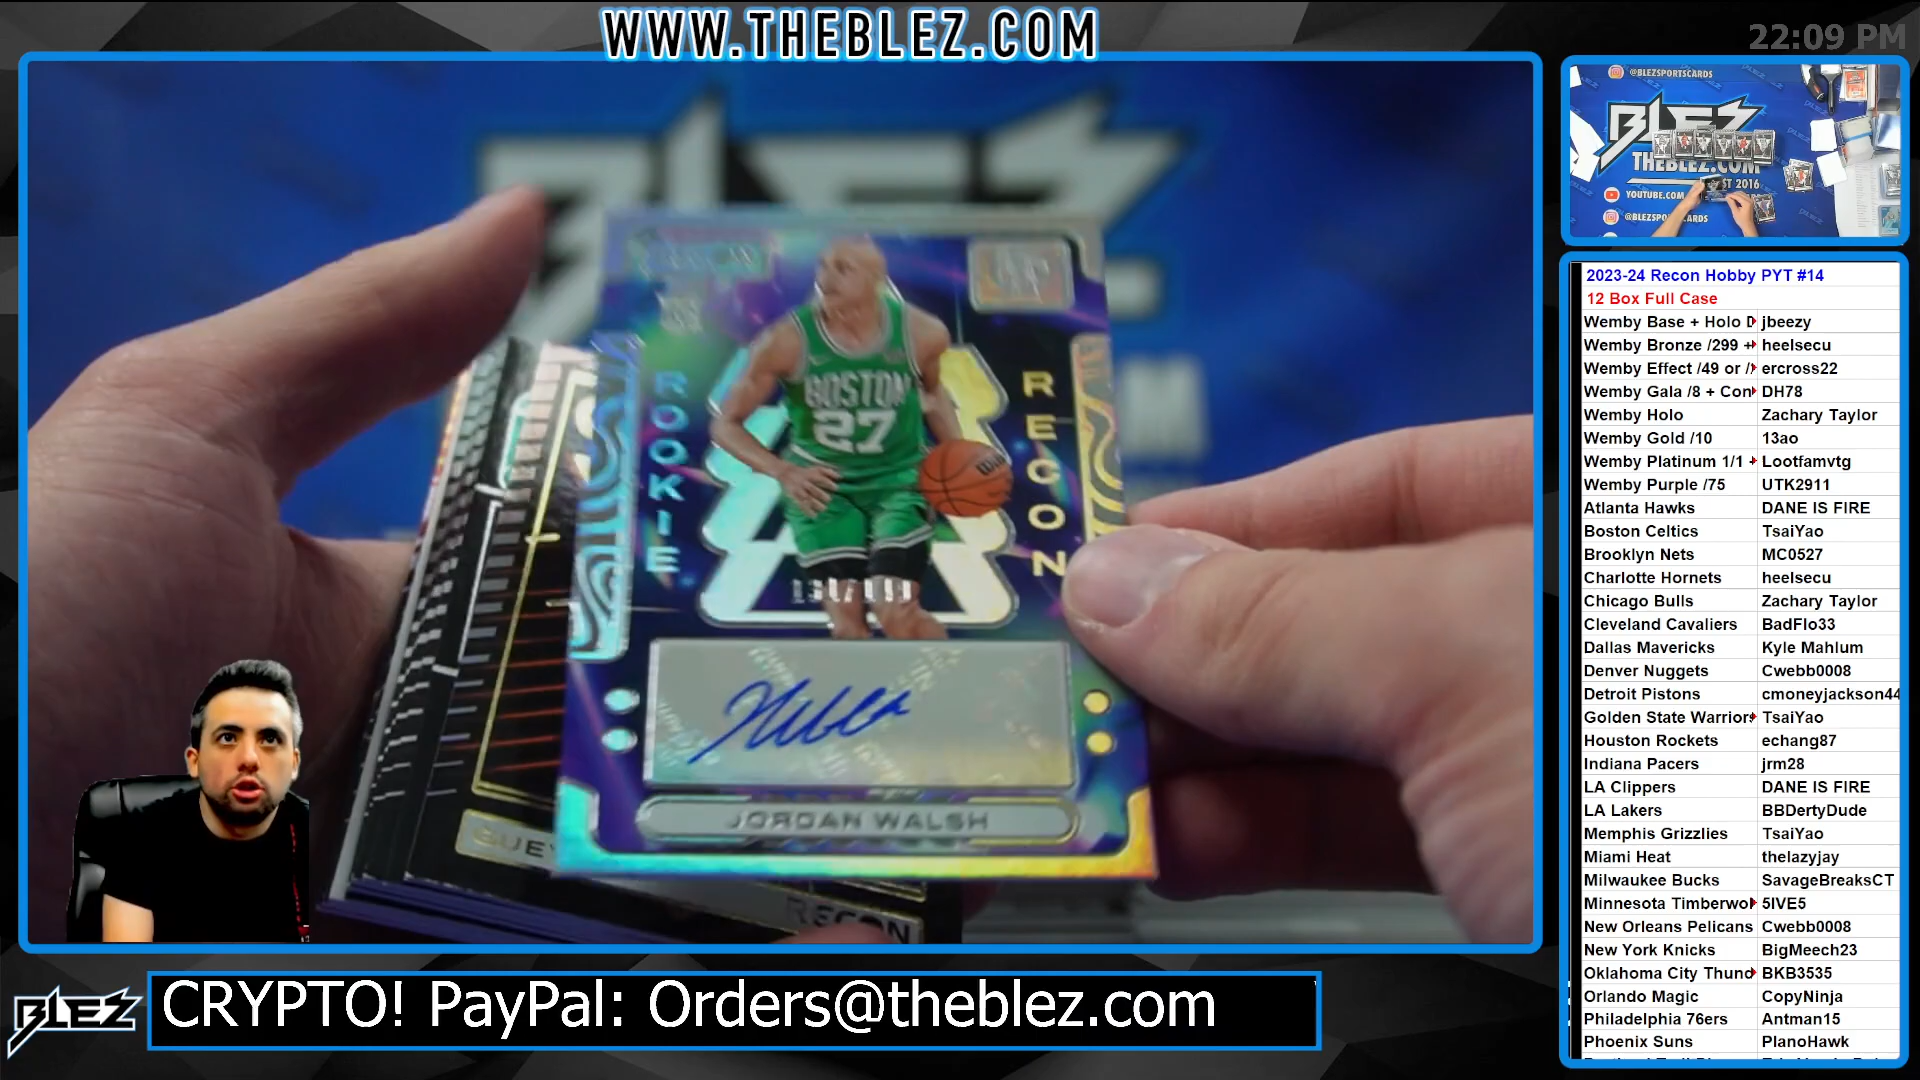 WWW.THEBLEZ.COM
22:09 PM
@BLEZSPORTSCARDS
BLEZ
THEBLEZ.COM
EST 2016
YOUTUBE.COM
ROOKIE
RECON
BOSTON
27
JORDAN WALSH
RECON
2023-24 Recon Hobby PYT #14
12 Box Full Case
Wemby Base + Holo D jbeezy
Wemby Bronze /299 + heelsecu
Wemby Effect /49 or / ercross22
Wemby Gala /8 + Con DH78
Wemby Holo Zachary Taylor
Wemby Gold /10 13ao
Wemby Platinum 1/1 + Lootfamvtg
Wemby Purple /75 UTK2911
Atlanta Hawks DANE IS FIRE
Boston Celtics TsaiYao
Brooklyn Nets MC0527
Charlotte Hornets heelsecu
Chicago Bulls Zachary Taylor
Cleveland Cavaliers BadFlo33
Dallas Mavericks Kyle Mahlum
Denver Nuggets Cwebb0008
Detroit Pistons cmoneyjackson44
Golden State Warriors TsaiYao
Houston Rockets echang87
Indiana Pacers jrm28
LA Clippers DANE IS FIRE
LA Lakers BBDertyDude
Memphis Grizzlies TsaiYao
Miami Heat thelazyjay
Milwaukee Bucks SavageBreaksCT
Minnesota Timberwol 5IVE5
New Orleans Pelicans Cwebb0008
New York Knicks BigMeech23
Oklahoma City Thund BKB3535
Orlando Magic CopyNinja
Philadelphia 76ers Antman15
Phoenix Suns PlanoHawk
BLEZ
CRYPTO! PayPal: Orders@theblez.com